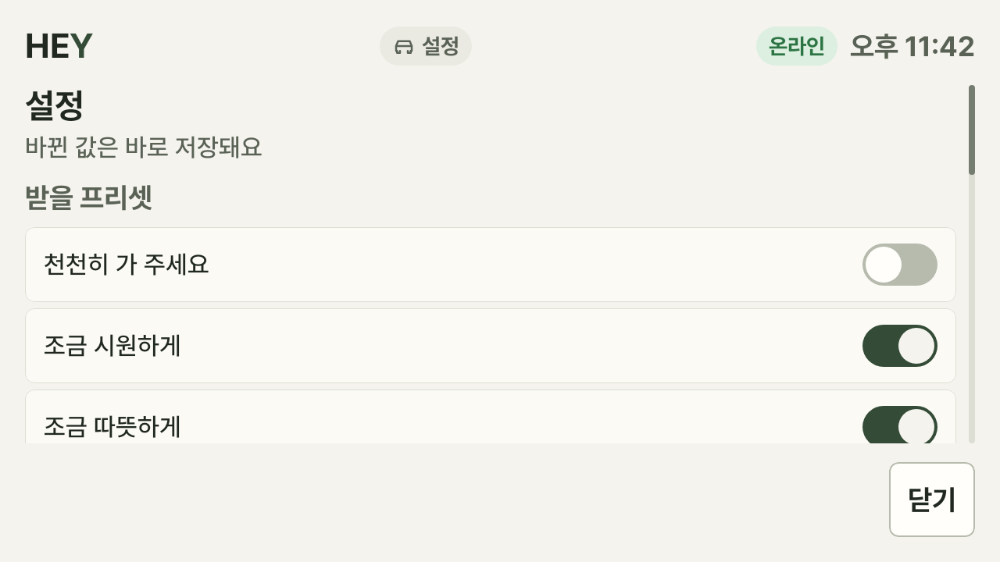 HEY
설정
온라인 오후 11:42
설정
바뀐 값은 바로 저장돼요
받을 프리셋
천천히 가 주세요
조금 시원하게
조금 따뜻하게
닫기